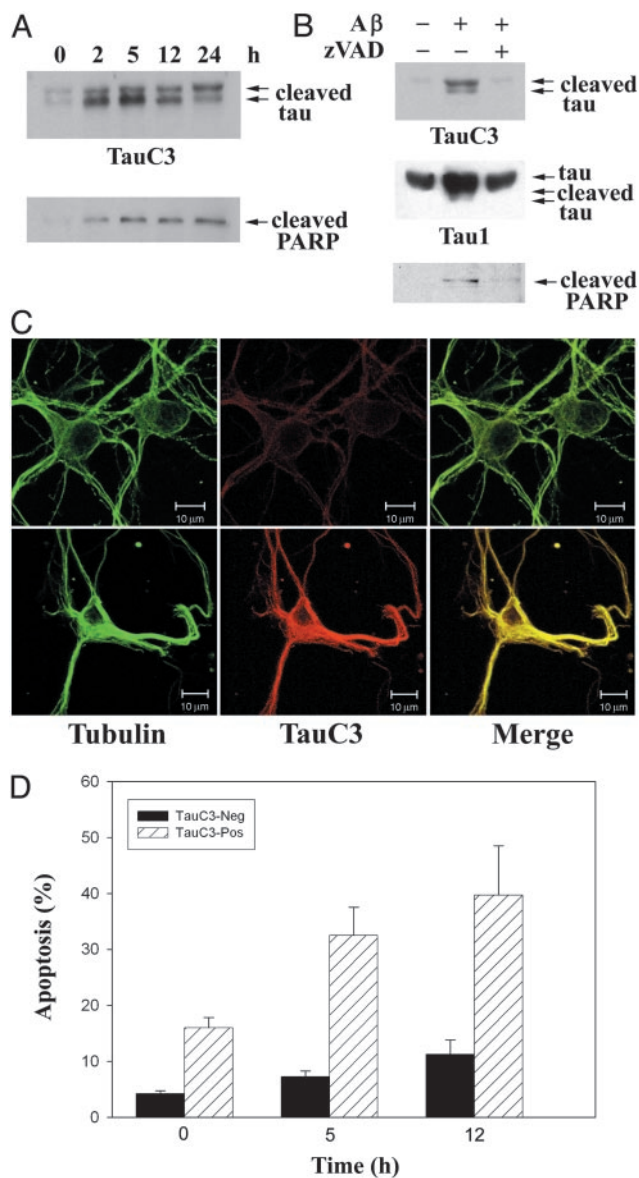 A
0 2 5 12 24 h
cleaved
tau
TauC3
cleaved
PARP
B
Aβ − + +
zVAD − − +
cleaved
tau
TauC3
tau
cleaved
tau
Tau1
cleaved
PARP
C
10 µm 10 µm 10 µm
10 µm 10 µm 10 µm
Tubulin TauC3 Merge
D
60
50
40
30
20
10
0
Apoptosis (%)
TauC3-Neg
TauC3-Pos
0 5 12
Time (h)